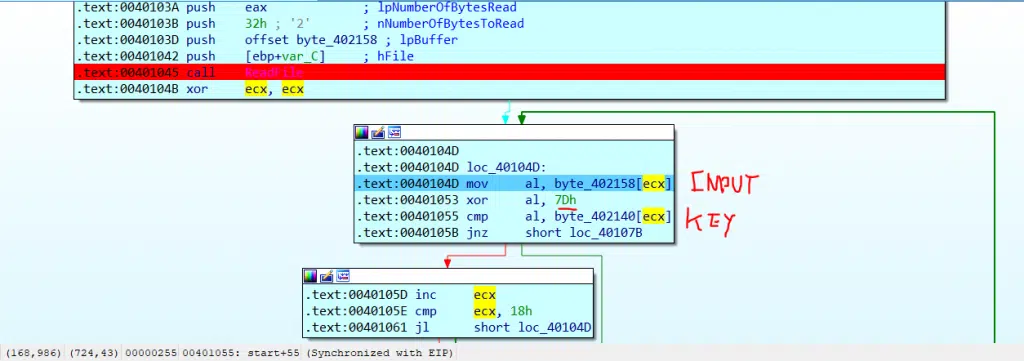 .text:0040103A push eax ; lpNumberOfBytesRead
.text:0040103B push 32h ; '2' ; nNumberOfBytesToRead
.text:0040103D push offset byte_402158 ; lpBuffer
.text:00401042 push [ebp+var_C] ; hFile
.text:00401045 call ReadFile
.text:0040104B xor ecx, ecx
.text:0040104D
.text:0040104D loc_40104D:
.text:0040104D mov al, byte_402158[ecx] INPUT
.text:00401053 xor al, 7Dh
.text:00401055 cmp al, byte_402140[ecx] KEY
.text:0040105B jnz short loc_40107B
.text:0040105D inc ecx
.text:0040105E cmp ecx, 18h
.text:00401061 jl short loc_40104D
(168,986) (724,43) 00000255 00401055: start+55 (Synchronized with EIP)